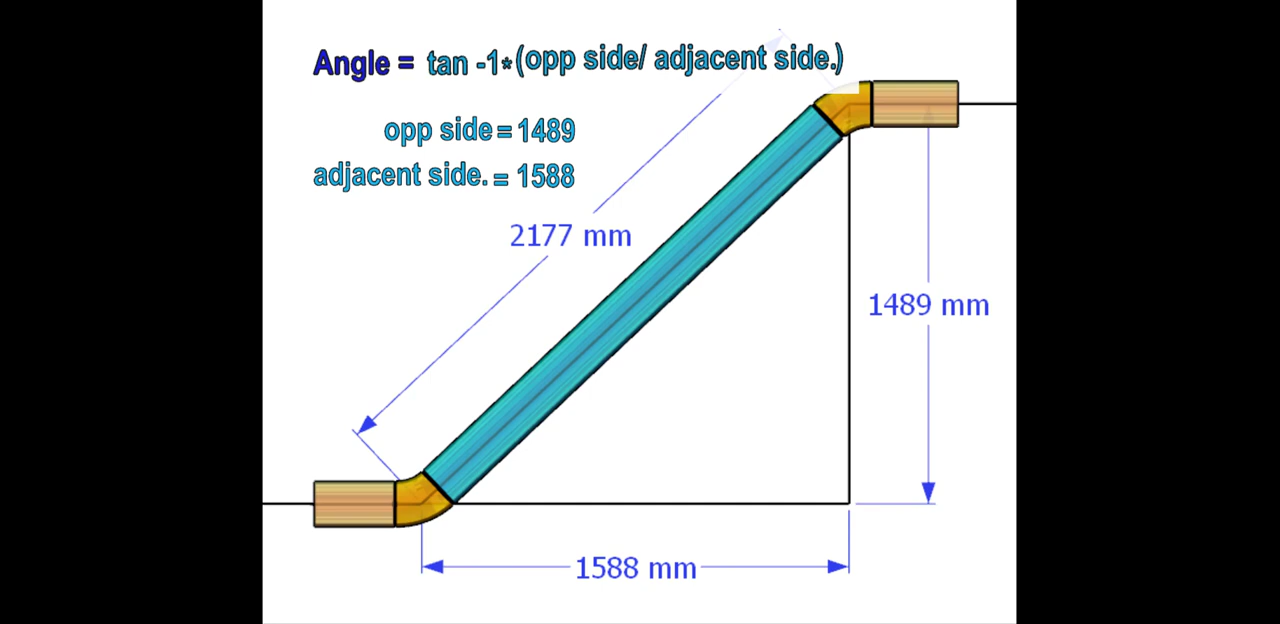 Angle = tan -1*(opp side/ adjacent side.)
opp side = 1489
adjacent side. = 1588
2177 mm
1489 mm
1588 mm